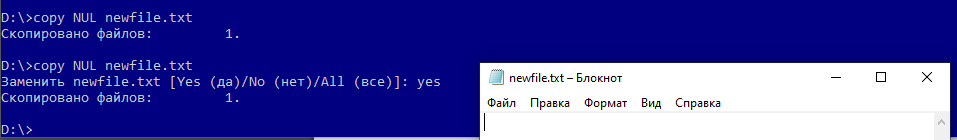 D:\>copy NUL newfile.txt
Скопировано файлов:         1.
D:\>copy NUL newfile.txt
Заменить newfile.txt [Yes (да)/No (нет)/All (все)]: yes
Скопировано файлов:         1.
D:\>
newfile.txt – Блокнот
Файл Правка Формат Вид Справка